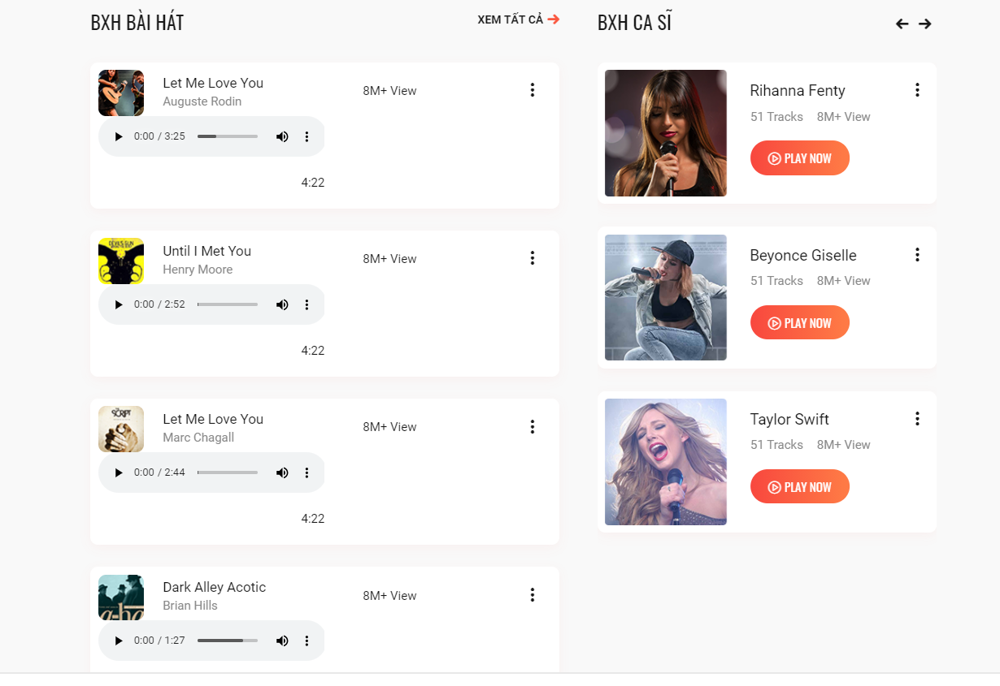 BXH BÀI HÁT
XEM TẤT CẢ
Let Me Love You
Auguste Rodin
8M+ View
0:00 / 3:25
4:22
Until I Met You
Henry Moore
8M+ View
0:00 / 2:52
4:22
SCRIPT
Let Me Love You
Marc Chagall
8M+ View
0:00 / 2:44
4:22
Dark Alley Acotic
Brian Hills
8M+ View
a-ha
0:00 / 1:27
BXH CA SĨ
Rihanna Fenty
51 Tracks 8M+ View
PLAY NOW
Beyonce Giselle
51 Tracks 8M+ View
PLAY NOW
Taylor Swift
51 Tracks 8M+ View
PLAY NOW